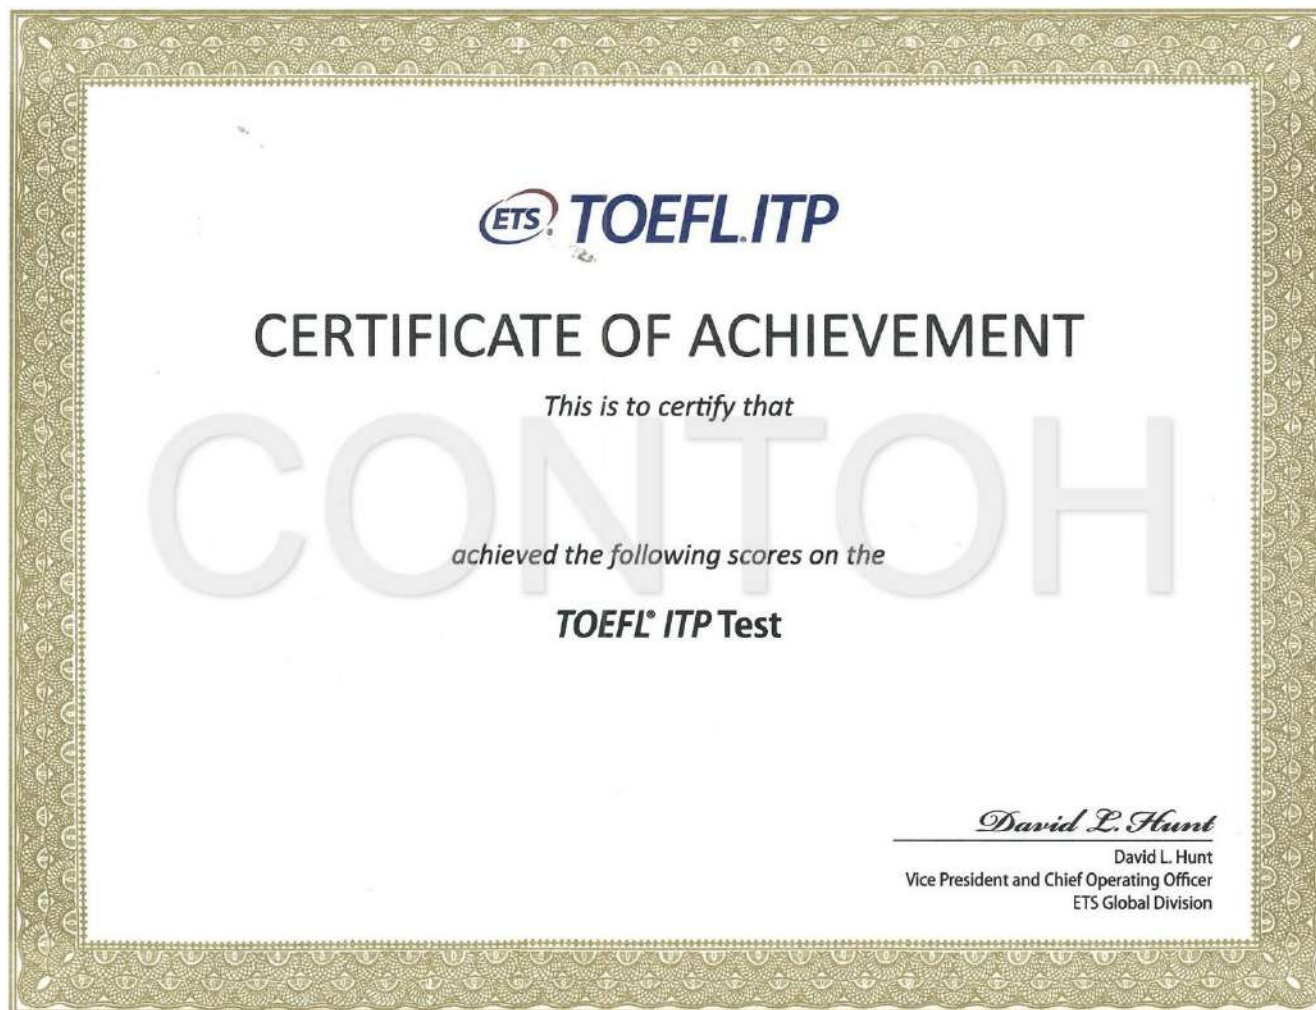 ETS® TOEFL ITP
CERTIFICATE OF ACHIEVEMENT
This is to certify that
CONTOH
achieved the following scores on the
TOEFL® ITP Test
David L. Hunt
David L. Hunt
Vice President and Chief Operating Officer
ETS Global Division